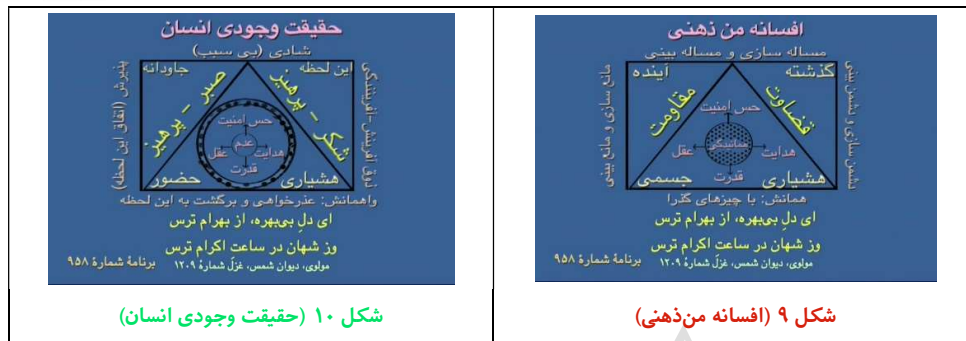 افسانه من ذهنی
مساله سازی و مساله بینی
گذشته
آینده
قضاوت
مقاومت
دشمن سازی و دشمن بینی
مانع سازی و مانع بینی
حس امنیت
همانیدگی
هدایت
عقل
قدرت
هشیاری
جسمی
همانش: با چیزهای گذرا
ای دلِ بی‌بهره، از بهرام ترس
وز شهان در ساعت اکرام ترس
مولوی، دیوان شمس، غزل شمارهٔ ۱۲۰۹
برنامهٔ شمارهٔ ۹۵۸
شکل ۹ (افسانه من‌ذهنی)
حقیقت وجودی انسان
شادی (بی سبب)
این لحظه
جاودانه
شکر - پرهیز
صبر - پرهیز
ذوق آفرینش-آفرینندگی
پذیرش (اتفاق این لحظه)
حس امنیت
عدم
هدایت
عقل
قدرت
هشیاری
حضور
واهمانش: عذرخواهی و برگشت به این لحظه
ای دلِ بی‌بهره، از بهرام ترس
وز شهان در ساعت اکرام ترس
مولوی، دیوان شمس، غزل شمارهٔ ۱۲۰۹
برنامهٔ شمارهٔ ۹۵۸
شکل ۱۰ (حقیقت وجودی انسان)